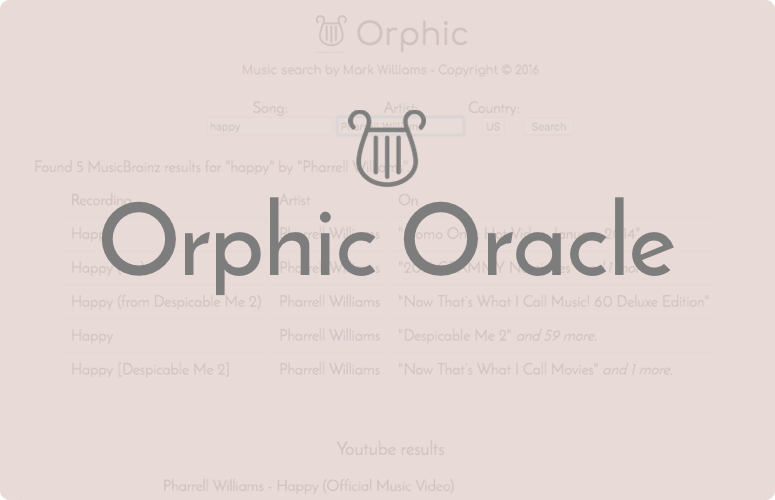 Orphic
Music search by Mark Williams - Copyright © 2016
Song: Artist: Country:
happy Pharrell Williams US Search
Found 5 MusicBrainz results for "happy" by "Pharrell Williams"
Recording Artist On
Orphic Oracle
Pharrell Williams
Happy (from Despicable Me 2) Pharrell Williams "Now That's What I Call Music! 60 Deluxe Edition"
Happy Pharrell Williams "Despicable Me 2" and 59 more.
Happy [Despicable Me 2] Pharrell Williams "Now That's What I Call Movies" and 1 more.
Youtube results
Pharrell Williams - Happy (Official Music Video)